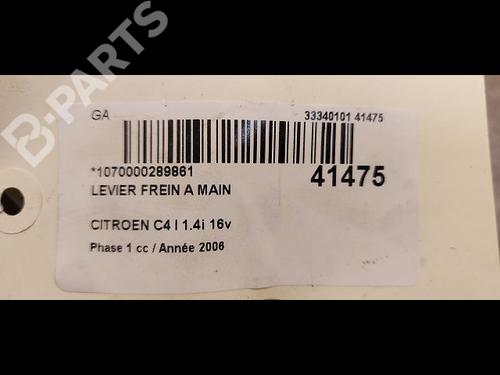 B-PARTS
GA 33340101 41475
*1070000289861
41475
LEVIER FREIN A MAIN
CITROEN C4 I 1.4i 16v
Phase 1 cc / Année 2006